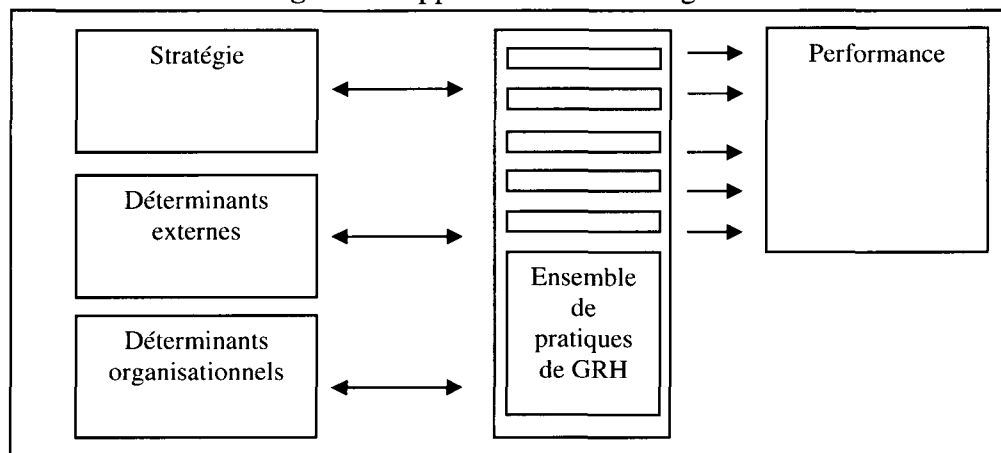 Stratégie
Performance
Déterminants
externes
Déterminants
organisationnels
Ensemble
de
pratiques
de GRH